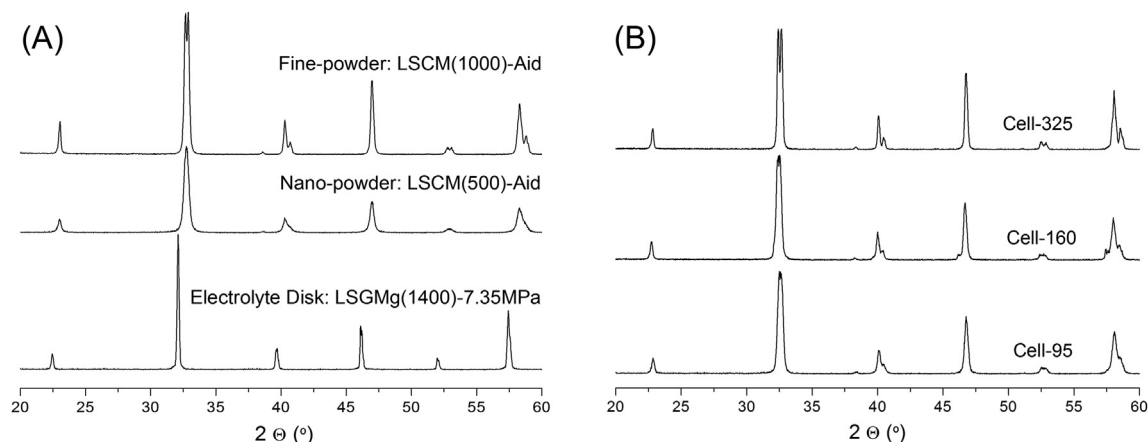 (A)
Fine-powder: LSCM(1000)-Aid
Nano-powder: LSCM(500)-Aid
Electrolyte Disk: LSGMg(1400)-7.35MPa
20 25 30 35 40 45 50 55 60
2 Θ (º)
(B)
Cell-325
Cell-160
Cell-95
20 25 30 35 40 45 50 55 60
2 Θ (º)